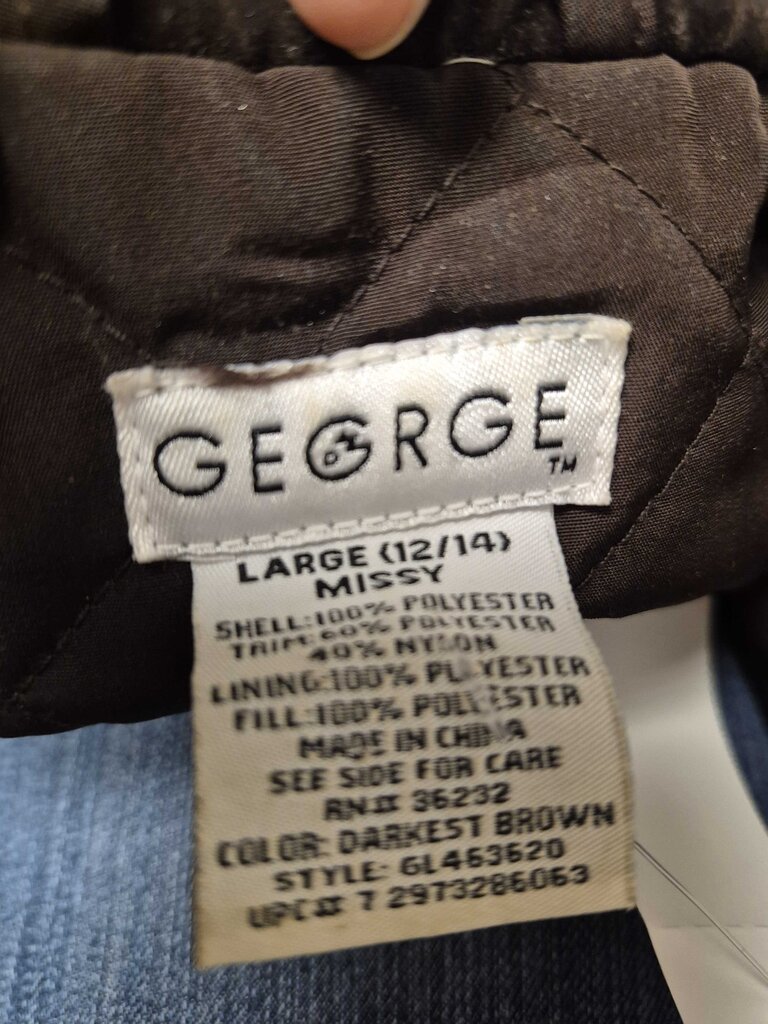 GEORGE
TM
LARGE (12/14)
MISSY
SHELL:100% POLYESTER
TRIM:60% POLYESTER
40% NYLON
LINING:100% POLYESTER
FILL:100% POLYESTER
MADE IN CHINA
SEE SIDE FOR CARE
RN# 36232
COLOR: DARKEST BROWN
STYLE: GL463620
UPC# 7 2973286063